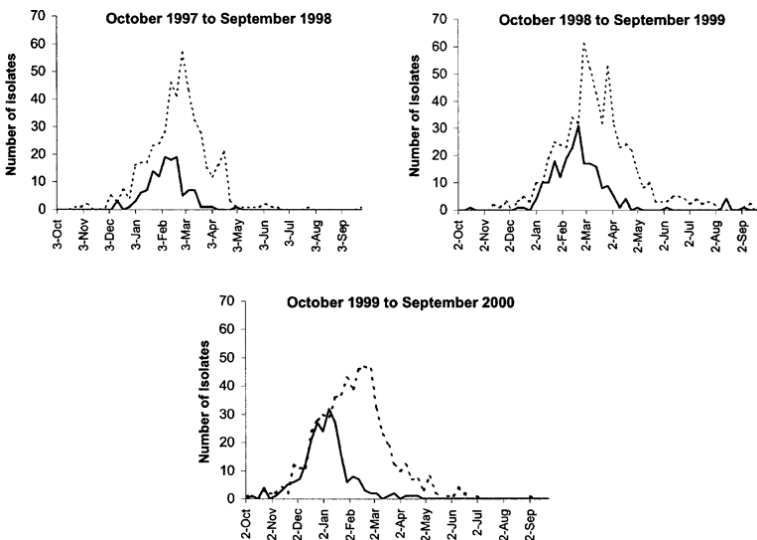 October 1997 to September 1998
Number of Isolates
70
60
50
40
30
20
10
0
3-Oct
3-Nov
3-Dec
3-Jan
3-Feb
3-Mar
3-Apr
3-May
3-Jun
3-Jul
3-Aug
3-Sep
October 1998 to September 1999
Number of Isolates
70
60
50
40
30
20
10
0
2-Oct
2-Nov
2-Dec
2-Jan
2-Feb
2-Mar
2-Apr
2-May
2-Jun
2-Jul
2-Aug
2-Sep
October 1999 to September 2000
Number of Isolates
70
60
50
40
30
20
10
0
2-Oct
2-Nov
2-Dec
2-Jan
2-Feb
2-Mar
2-Apr
2-May
2-Jun
2-Jul
2-Aug
2-Sep